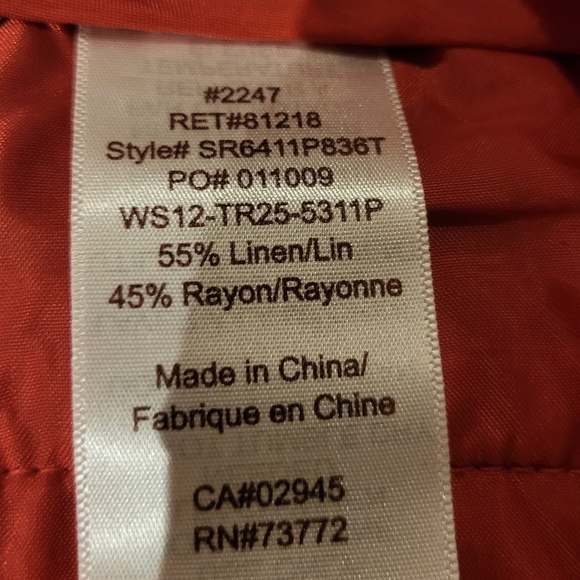 #2247
RET#81218
Style# SR6411P836T
PO# 011009
WS12-TR25-5311P
55% Linen/Lin
45% Rayon/Rayonne
Made in China/
Fabrique en Chine
CA#02945
RN#73772